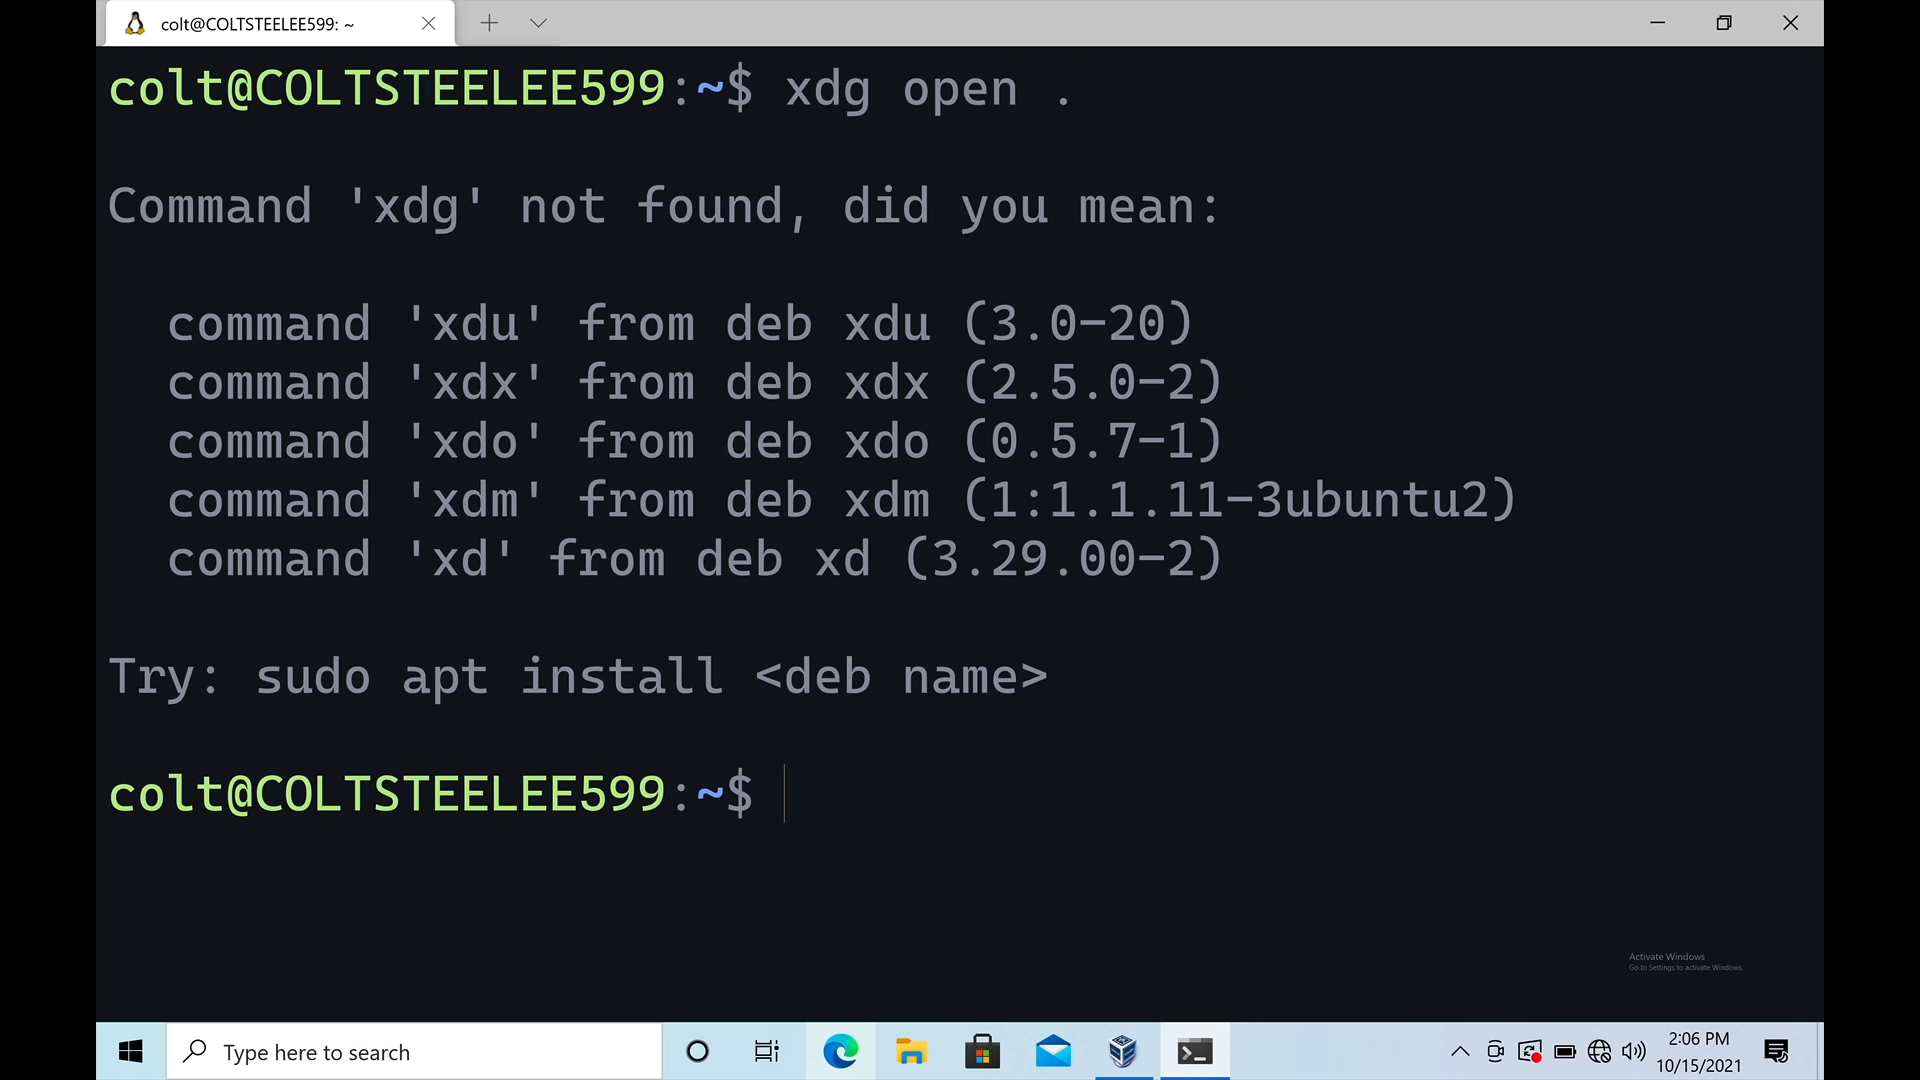 colt@COLTSTEELEE599: ~
colt@COLTSTEELEE599:~$ xdg open .
Command 'xdg' not found, did you mean:
command 'xdu' from deb xdu (3.0-20)
command 'xdx' from deb xdx (2.5.0-2)
command 'xdo' from deb xdo (0.5.7-1)
command 'xdm' from deb xdm (1:1.1.11-3ubuntu2)
command 'xd' from deb xd (3.29.00-2)
Try: sudo apt install <deb name>
colt@COLTSTEELEE599:~$
Activate Windows
Go to Settings to activate Windows.
Type here to search
2:06 PM
10/15/2021